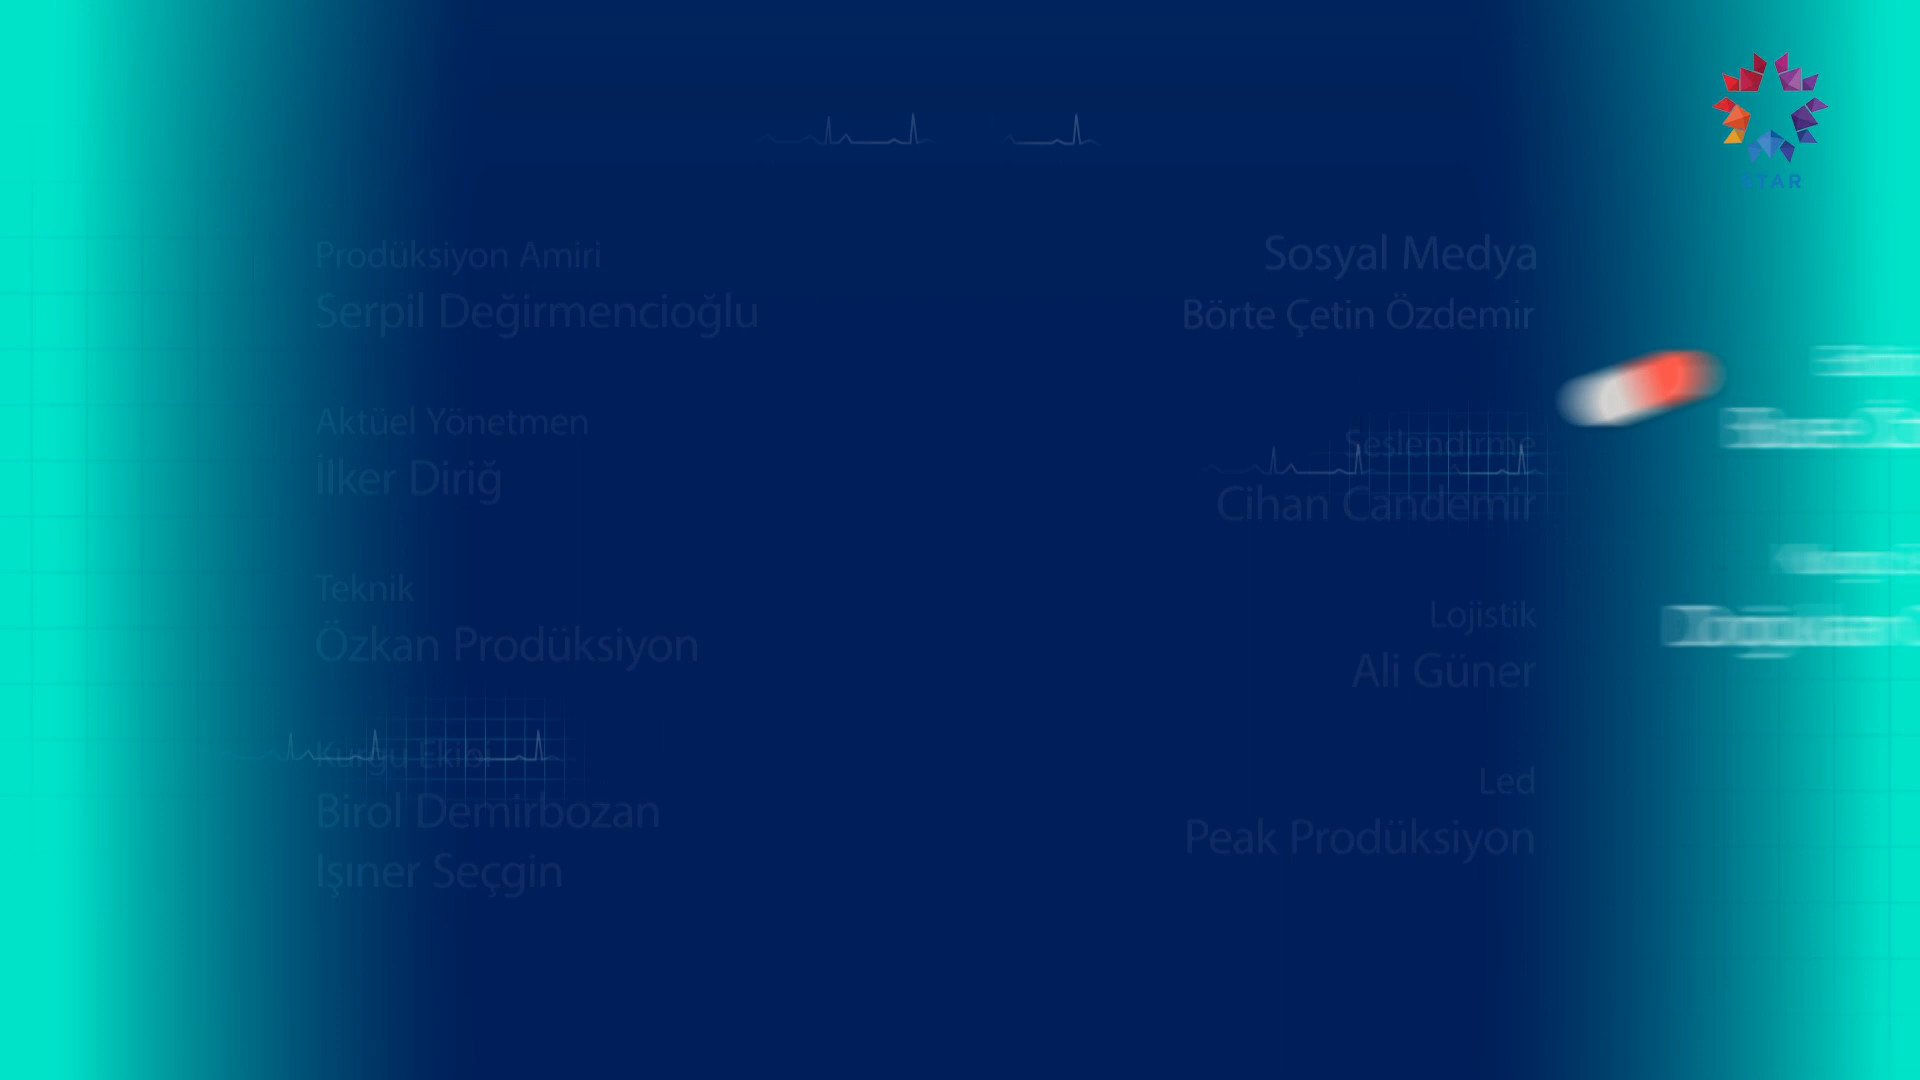 STAR
Prodüksiyon Amiri
Serpil Değirmencioğlu
Aktüel Yönetmen
İlker Diriğ
Teknik
Özkan Prodüksiyon
Kurgu Ekibi
Birol Demirbozan
Işıner Seçgin
Sosyal Medya
Börte Çetin Özdemir
Seslendirme
Cihan Candemir
Lojistik
Ali Güner
Led
Peak Prodüksiyon